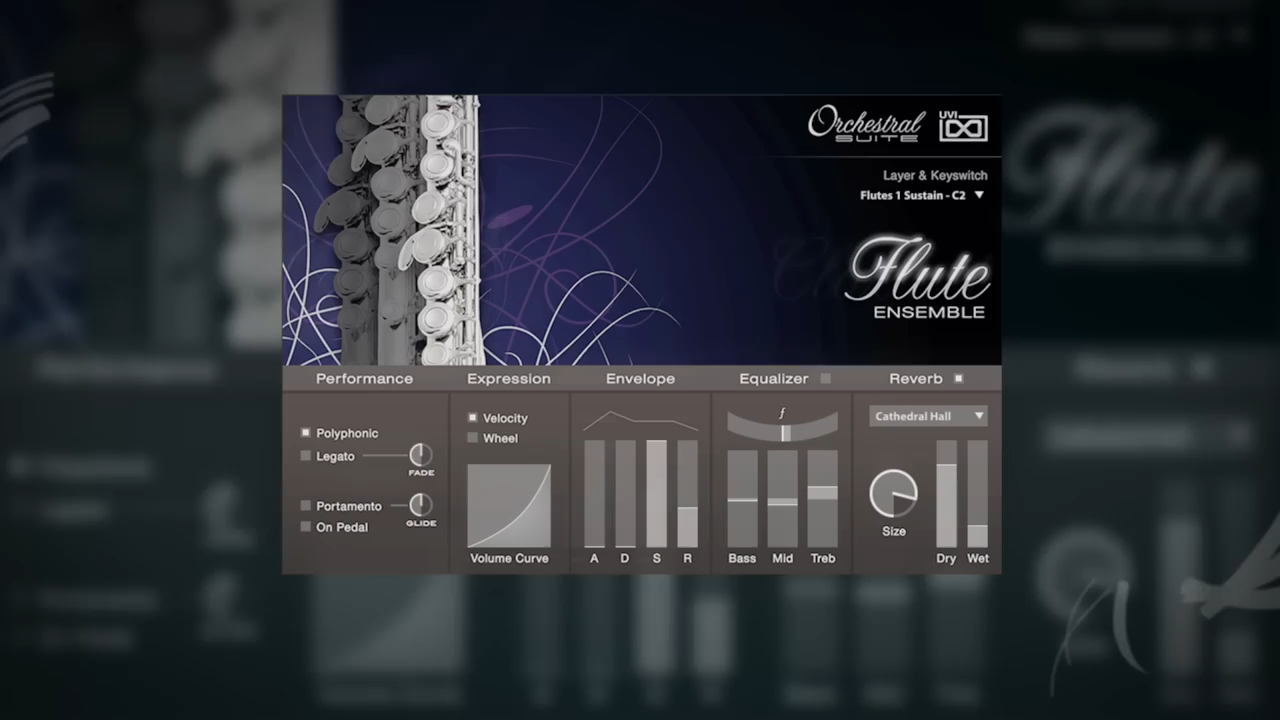 Orchestral
SUITE
UVI
Layer & Keyswitch
Flutes 1 Sustain - C2
Flute
ENSEMBLE
Performance
Expression
Envelope
Equalizer
Reverb
Polyphonic
Legato
FADE
Portamento
On Pedal
GLIDE
Velocity
Wheel
Volume Curve
A D S R
f
Bass Mid Treb
Cathedral Hall
Size
Dry Wet